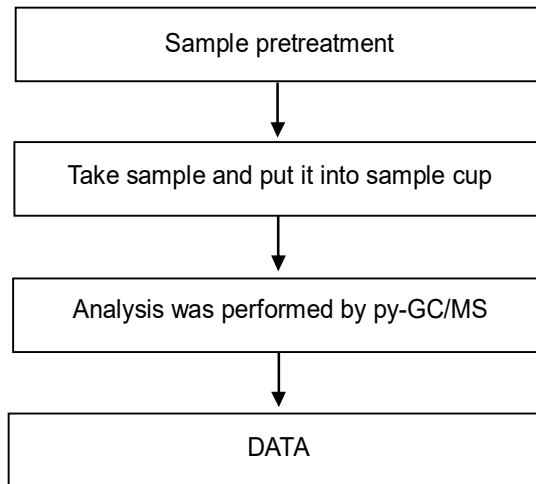 Sample pretreatment
Take sample and put it into sample cup
Analysis was performed by py-GC/MS
DATA